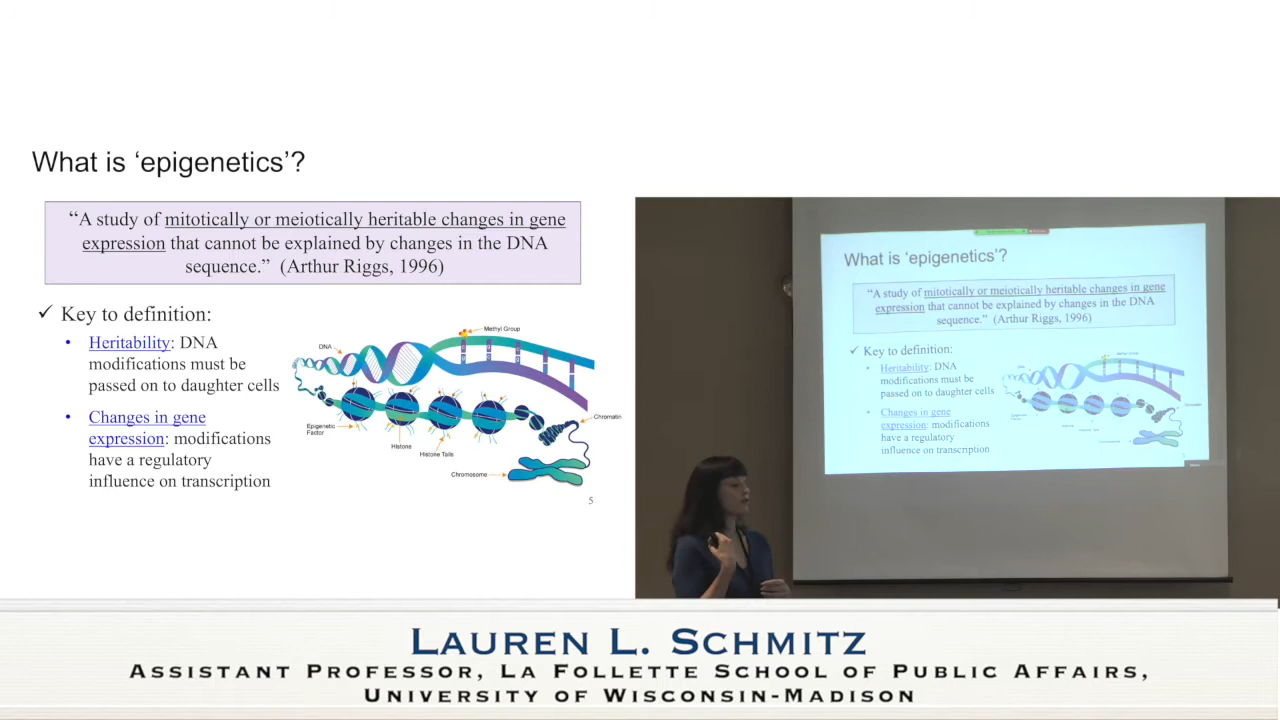 What is ‘epigenetics’?
“A study of mitotically or meiotically heritable changes in gene
expression that cannot be explained by changes in the DNA
sequence.” (Arthur Riggs, 1996)
✓ Key to definition:
• Heritability: DNA
modifications must be
passed on to daughter cells
• Changes in gene
expression: modifications
have a regulatory
influence on transcription
DNA
Methyl Group
Epigenetic
Factor
Histone
Histone Tails
Chromatin
Chromosome
5
What is ‘epigenetics’?
“A study of mitotically or meiotically heritable changes in gene
expression that cannot be explained by changes in the DNA
sequence.” (Arthur Riggs, 1996)
✓ Key to definition:
• Heritability: DNA
modifications must be
passed on to daughter cells
• Changes in gene
expression: modifications
have a regulatory
influence on transcription
LAUREN L. SCHMITZ
ASSISTANT PROFESSOR, LA FOLLETTE SCHOOL OF PUBLIC AFFAIRS,
UNIVERSITY OF WISCONSIN-MADISON